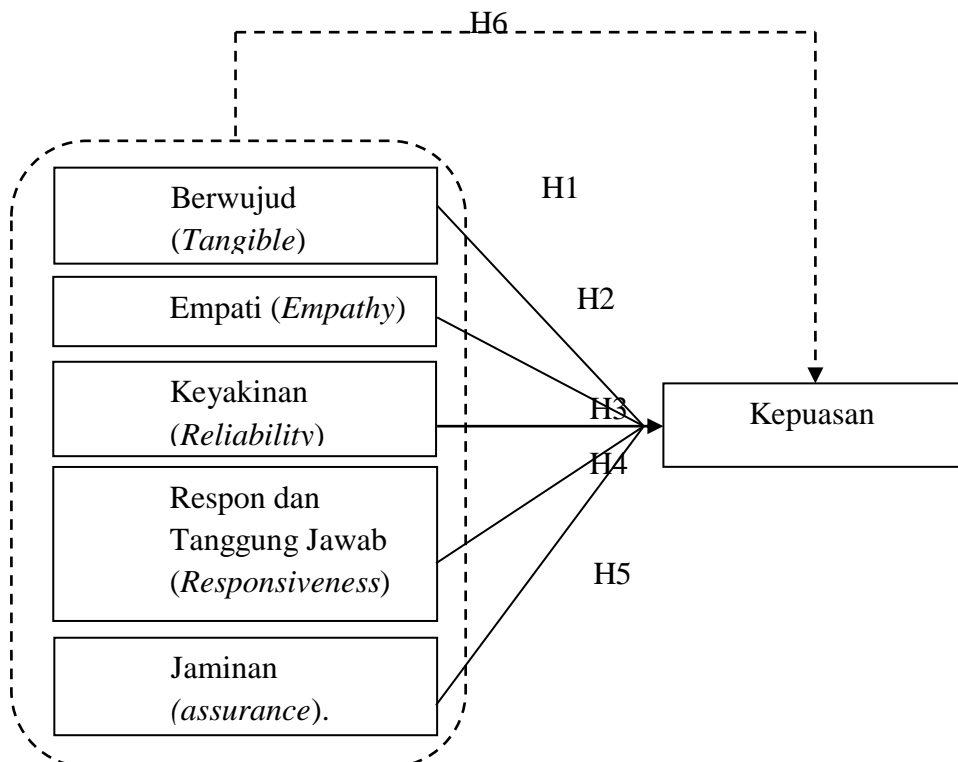 H6
H1
Berwujud
(Tangible)
H2
Empati (Empathy)
Keyakinan
(Reliability)
H3
Kepuasan
H4
Respon dan
Tanggung Jawab
(Responsiveness)
H5
Jaminan
(assurance).